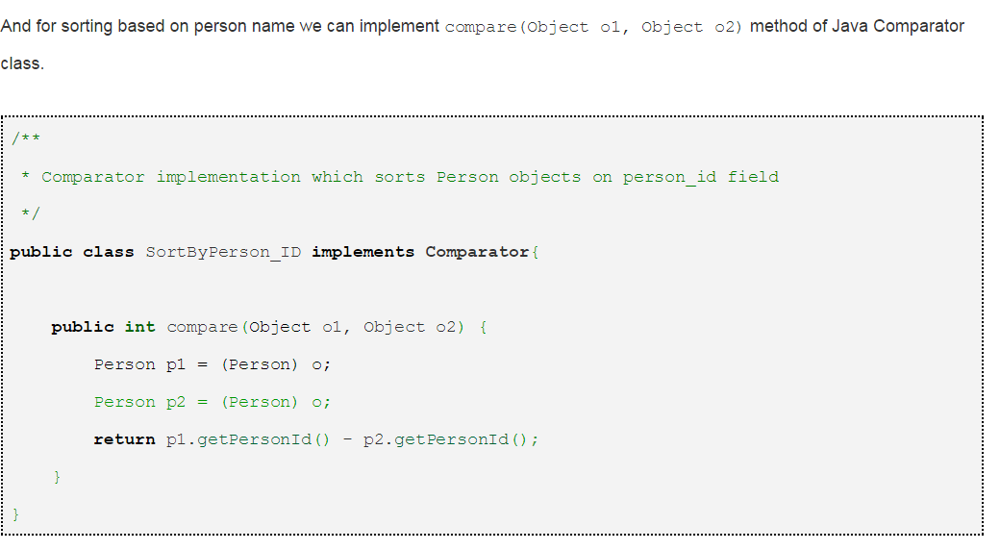 And for sorting based on person name we can implement compare(Object o1, Object o2) method of Java Comparator
class.
/**
 * Comparator implementation which sorts Person objects on person_id field
 */
public class SortByPerson_ID implements Comparator{
    public int compare(Object o1, Object o2) {
        Person p1 = (Person) o;
        Person p2 = (Person) o;
        return p1.getPersonId() - p2.getPersonId();
    }
}